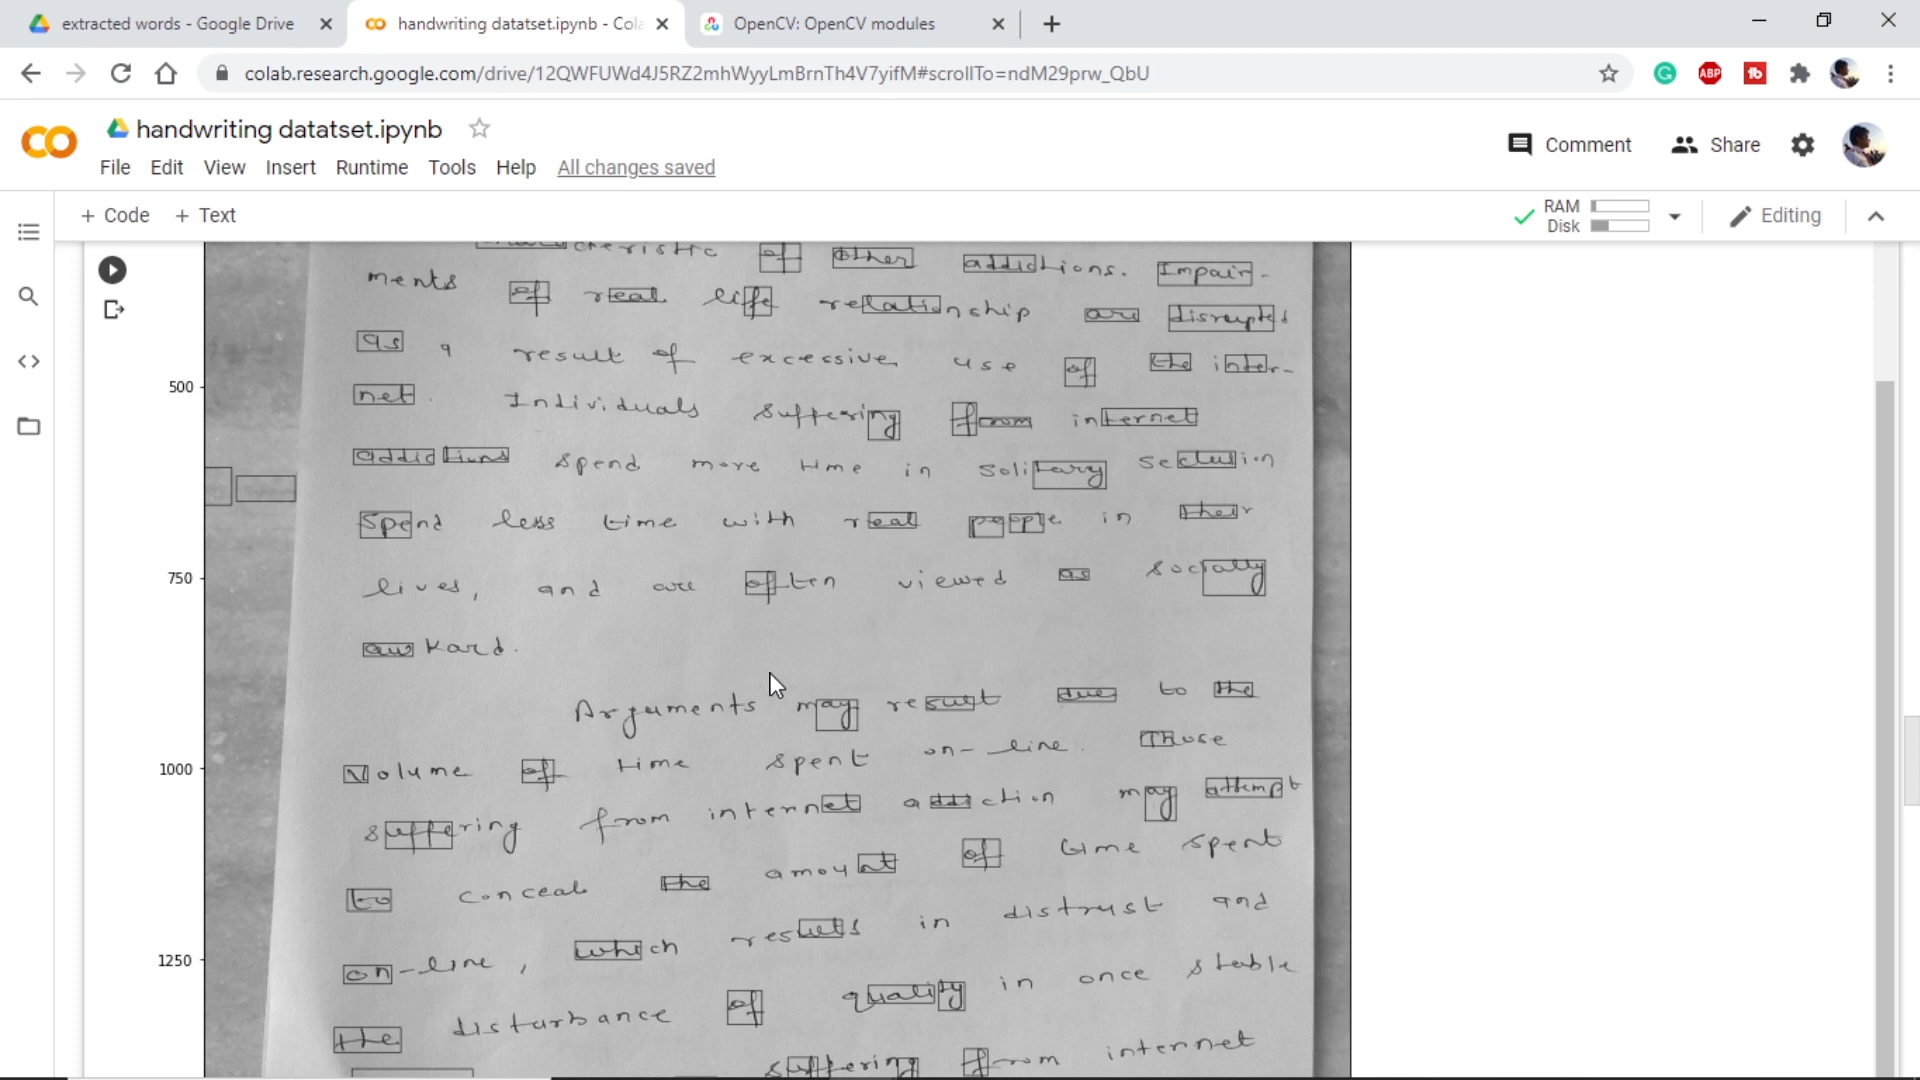 extracted words - Google Drive
handwriting datatset.ipynb - Cola
OpenCV: OpenCV modules
colab.research.google.com/drive/12QWFUWd4J5RZ2mhWyyLmBrnTh4V7yifM#scrollTo=ndM29prw_QbU
ABP
CO handwriting datatset.ipynb
Comment Share
File Edit View Insert Runtime Tools Help All changes saved
+ Code + Text
RAM
Disk
Editing
of other addictions. Impair-
ments of real life relationship are disrupted
as a result of excessive use of the inter-
500
net. Individuals suffering from internet
addictions spend more time in solitary seclusion
spend less time with real people in their
750
lives, and are often viewed as socially
awkard.
Arguments may result due to the
Volume of time spent on-line. Those
1000
suffering from internet addiction may attempt
to conceal the amount of time spent
on-line, which results in distrust and
1250
the disturbance of quality in once stable
suffering from internet